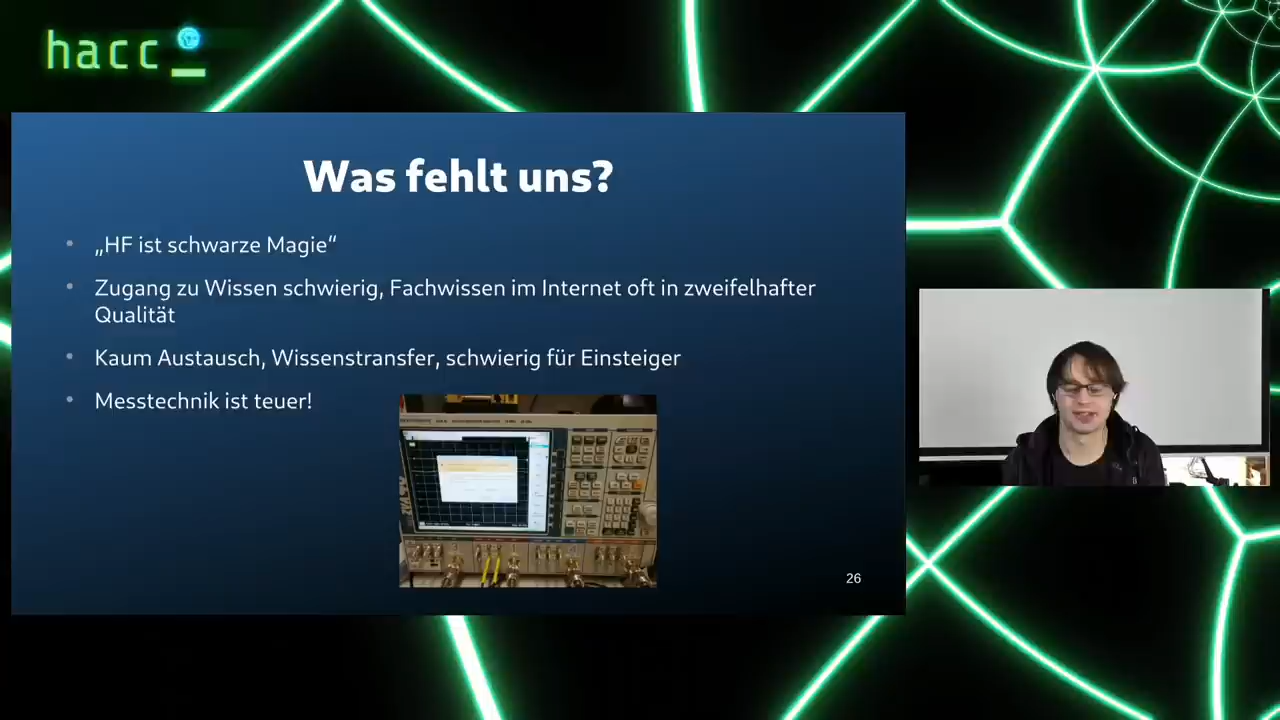 hacc
Was fehlt uns?
„HF ist schwarze Magie“
Zugang zu Wissen schwierig, Fachwissen im Internet oft in zweifelhafter
Qualität
Kaum Austausch, Wissenstransfer, schwierig für Einsteiger
Messtechnik ist teuer!
26